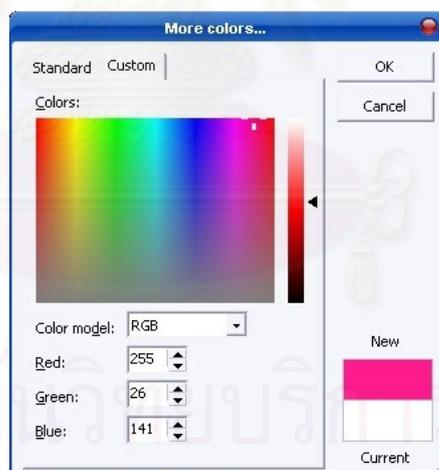 More colors...
Standard Custom
OK
Cancel
Colors:
Color model: RGB
Red: 255
Green: 26
Blue: 141
New
Current